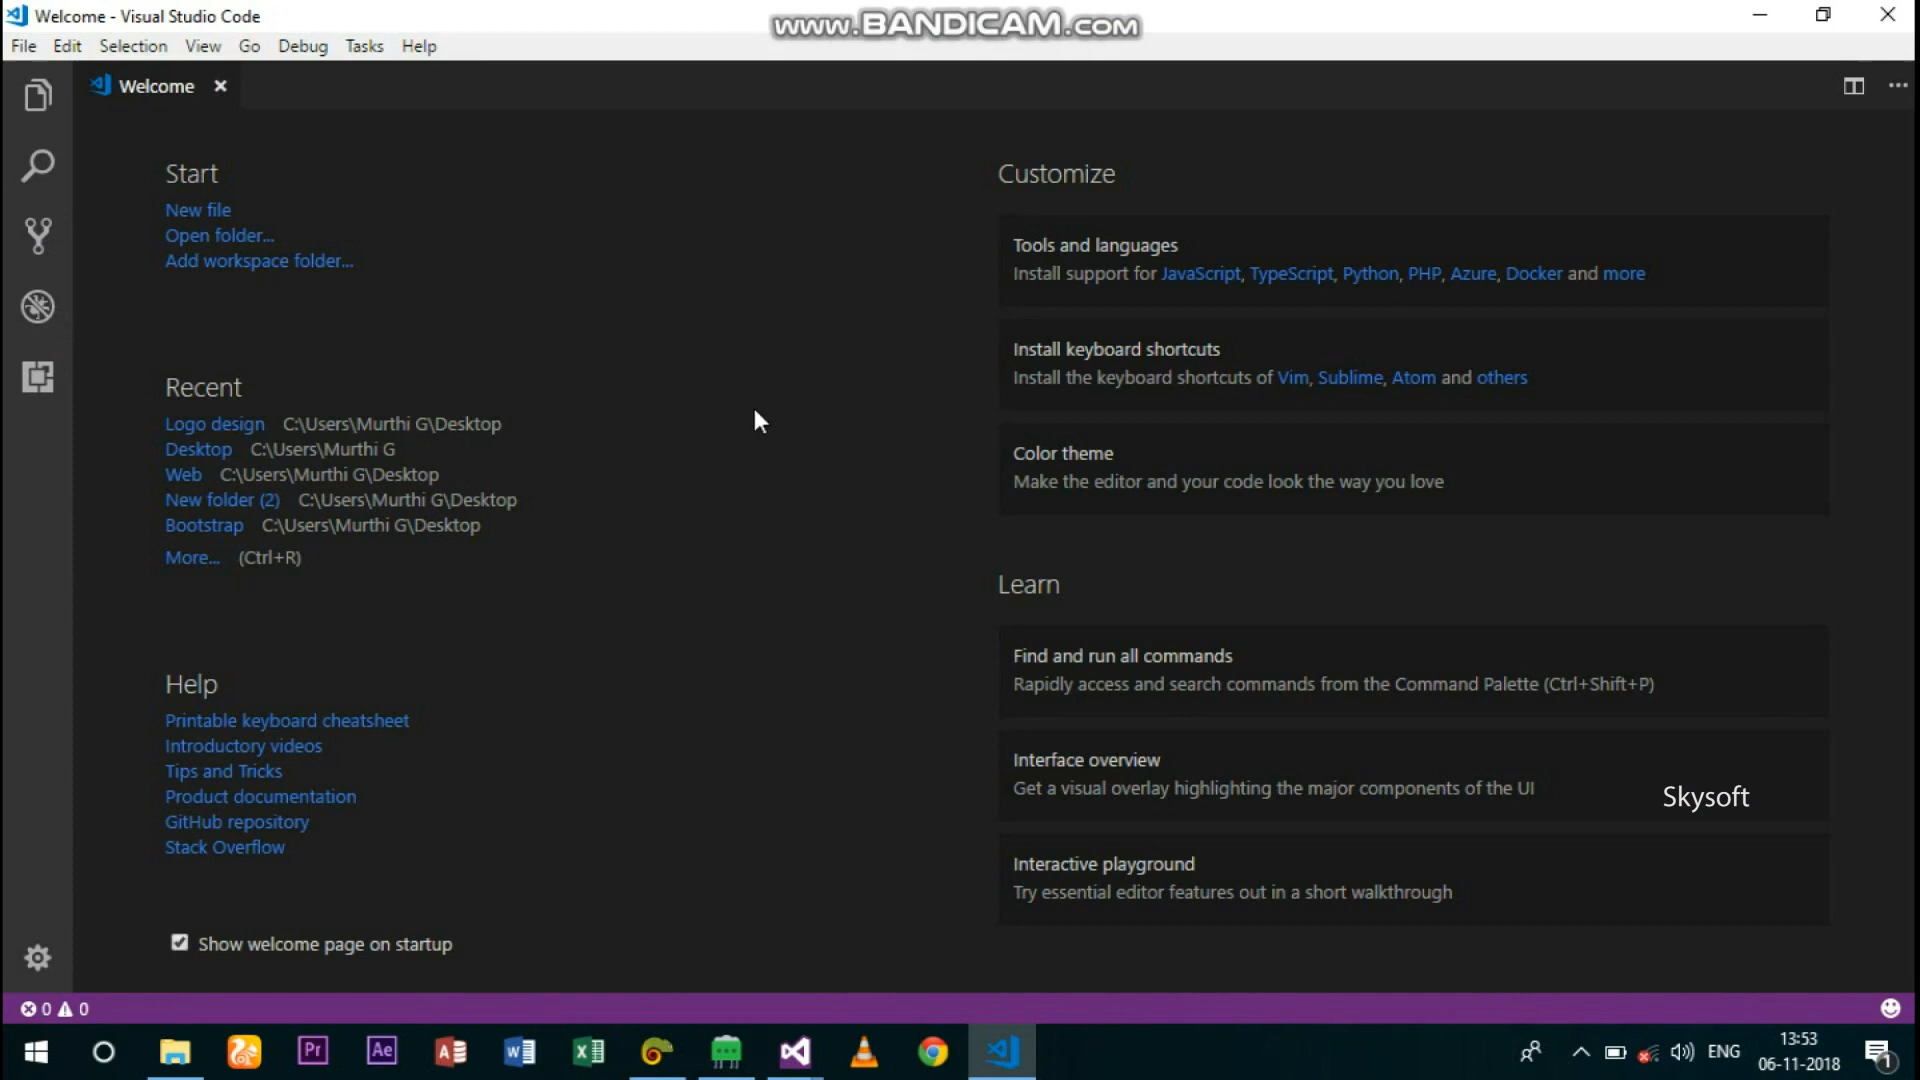 Welcome - Visual Studio Code
www.BANDICAM.com
File Edit Selection View Go Debug Tasks Help
Welcome
Start
New file
Open folder...
Add workspace folder...
Recent
Logo design C:\Users\Murthi G\Desktop
Desktop C:\Users\Murthi G
Web C:\Users\Murthi G\Desktop
New folder (2) C:\Users\Murthi G\Desktop
Bootstrap C:\Users\Murthi G\Desktop
More... (Ctrl+R)
Help
Printable keyboard cheatsheet
Introductory videos
Tips and Tricks
Product documentation
GitHub repository
Stack Overflow
Show welcome page on startup
Customize
Tools and languages
Install support for JavaScript, TypeScript, Python, PHP, Azure, Docker and more
Install keyboard shortcuts
Install the keyboard shortcuts of Vim, Sublime, Atom and others
Color theme
Make the editor and your code look the way you love
Learn
Find and run all commands
Rapidly access and search commands from the Command Palette (Ctrl+Shift+P)
Interface overview
Get a visual overlay highlighting the major components of the UI
Skysoft
Interactive playground
Try essential editor features out in a short walkthrough
0 0
Pr Ae
ENG
13:53
06-11-2018
1